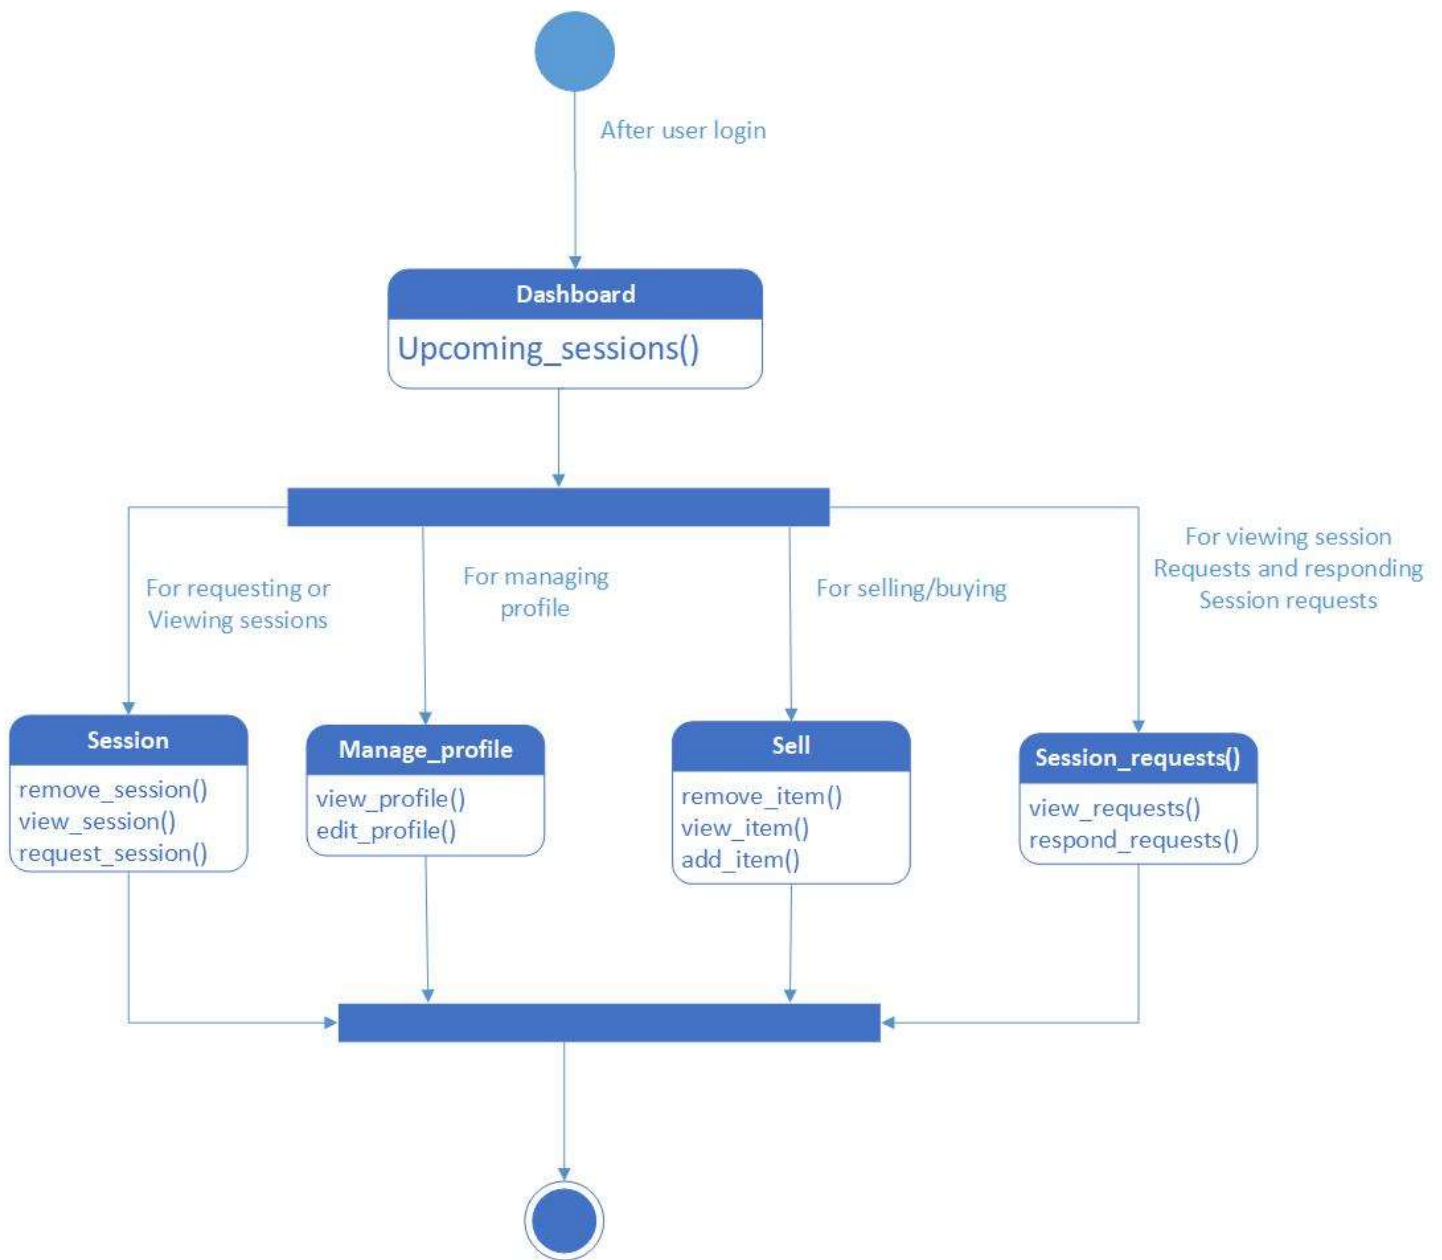 After user login
Dashboard
Upcoming_sessions()
For requesting or
Viewing sessions
For managing
profile
For selling/buying
For viewing session
Requests and responding
Session requests
Session
remove_session()
view_session()
request_session()
Manage_profile
view_profile()
edit_profile()
Sell
remove_item()
view_item()
add_item()
Session_requests()
view_requests()
respond_requests()